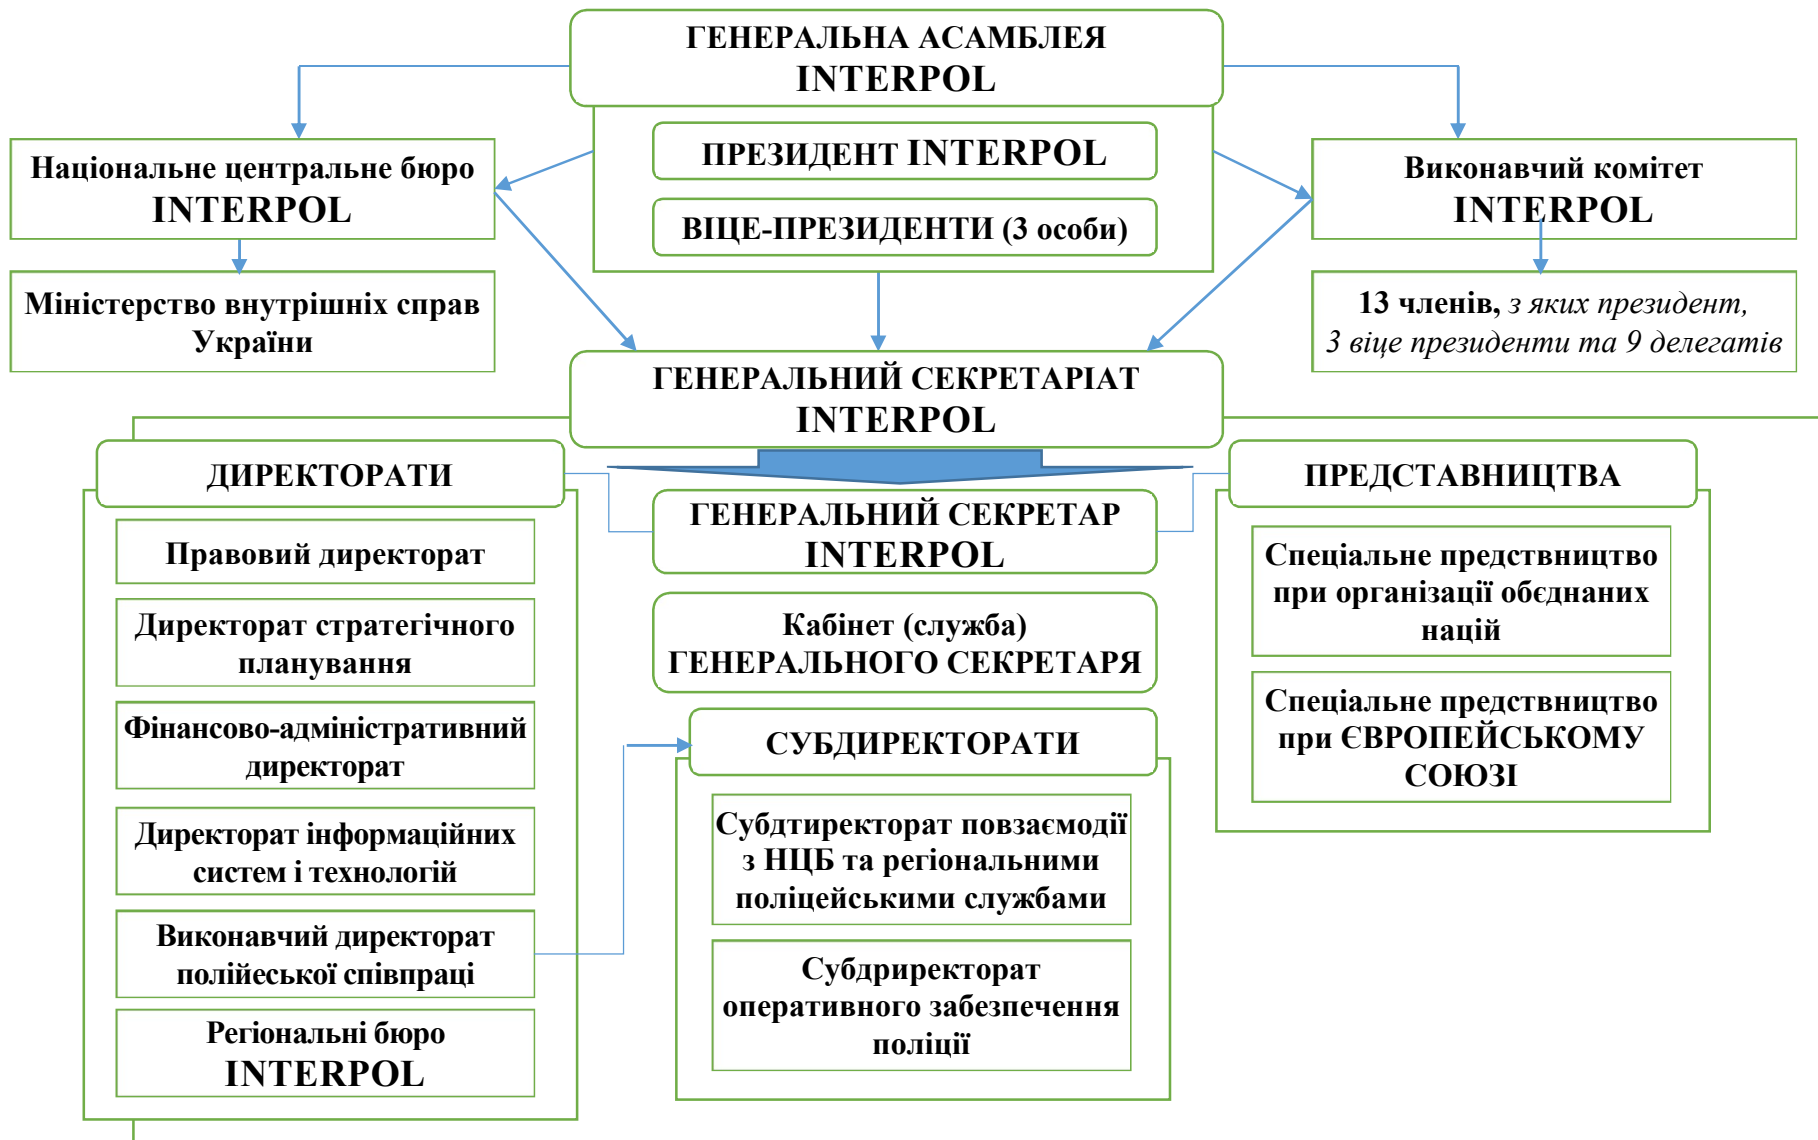 ГЕНЕРАЛЬНА АСАМБЛЕЯ
INTERPOL
ПРЕЗИДЕНТ INTERPOL
ВІЦЕ-ПРЕЗИДЕНТИ (3 особи)
Національне центральне бюро
INTERPOL
Міністерство внутрішніх справ
України
Виконавчий комітет
INTERPOL
13 членів, з яких президент,
3 віце президенти та 9 делегатів
ГЕНЕРАЛЬНИЙ СЕКРЕТАРІАТ
INTERPOL
ДИРЕКТОРАТИ
Правовий директорат
Директорат стратегічного
планування
Фінансово-адміністративний
директорат
Директорат інформаційних
систем і технологій
Виконавчий директорат
полійеської співпраці
Регіональні бюро
INTERPOL
ГЕНЕРАЛЬНИЙ СЕКРЕТАР
INTERPOL
Кабінет (служба)
ГЕНЕРАЛЬНОГО СЕКРЕТАРЯ
СУБДИРЕКТОРАТИ
Субдтиректорат повзаємодії
з НЦБ та регіональними
поліцейськими службами
Субдриректорат
оперативного забезпечення
поліції
ПРЕДСТАВНИЦТВА
Спеціальне предствництво
при організації обєднаних
націй
Спеціальне предствництво
при ЄВРОПЕЙСЬКОМУ
СОЮЗІ